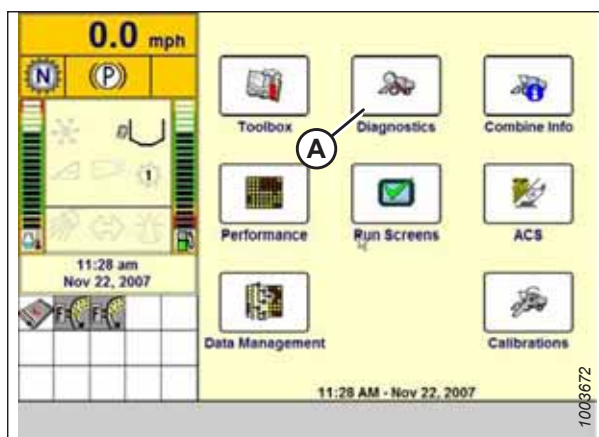 0.0 mph
N (P)
1
11:28 am
Nov 22, 2007
F F
Toolbox
Diagnostics
Combine Info
A
Performance
Run Screens
ACS
Data Management
Calibrations
11:28 AM - Nov 22, 2007
1003672